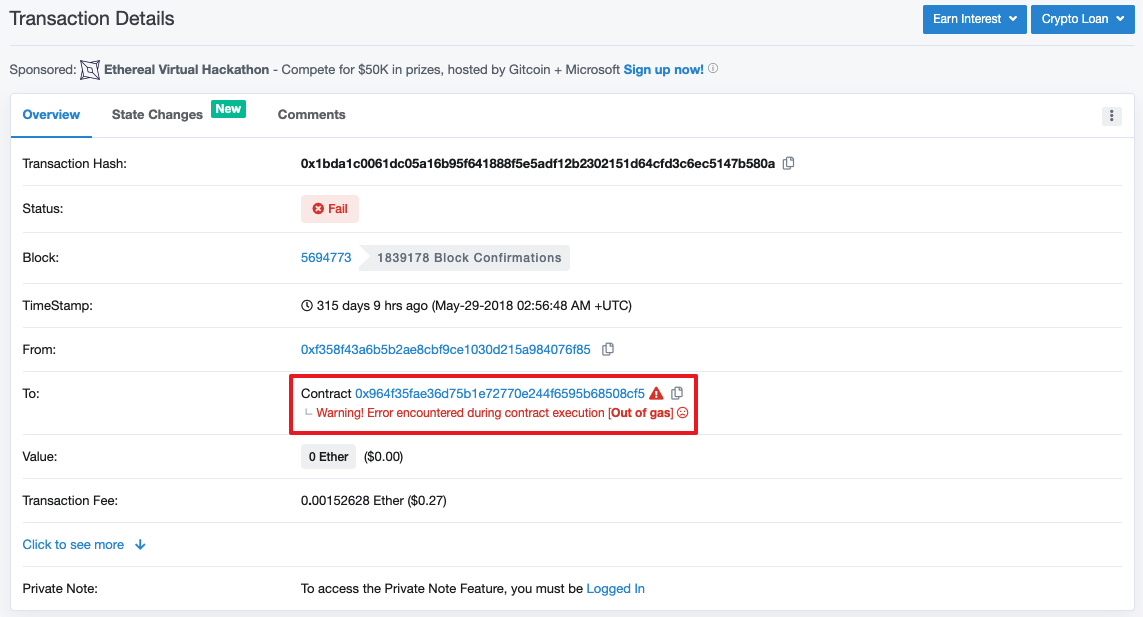 Transaction Details
Earn Interest
Crypto Loan
Sponsored: Ethereal Virtual Hackathon - Compete for $50K in prizes, hosted by Gitcoin + Microsoft Sign up now!
Overview
State Changes
New
Comments
Transaction Hash: 0x1bda1c0061dc05a16b95f641888f5e5adf12b2302151d64cfd3c6ec5147b580a
Status: Fail
Block: 5694773 1839178 Block Confirmations
TimeStamp: 315 days 9 hrs ago (May-29-2018 02:56:48 AM +UTC)
From: 0xf358f43a6b5b2ae8cbf9ce1030d215a984076f85
To: Contract 0x964f35fae36d75b1e72770e244f6595b68508cf5
Warning! Error encountered during contract execution [Out of gas]
Value: 0 Ether ($0.00)
Transaction Fee: 0.00152628 Ether ($0.27)
Click to see more
Private Note: To access the Private Note Feature, you must be Logged In